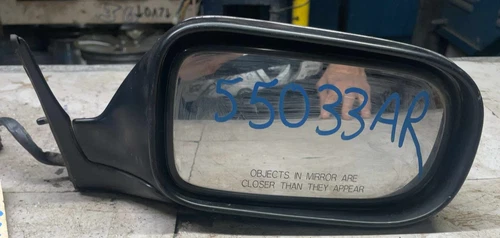 55033AR
OBJECTS IN MIRROR ARE
CLOSER THAN THEY APPEAR